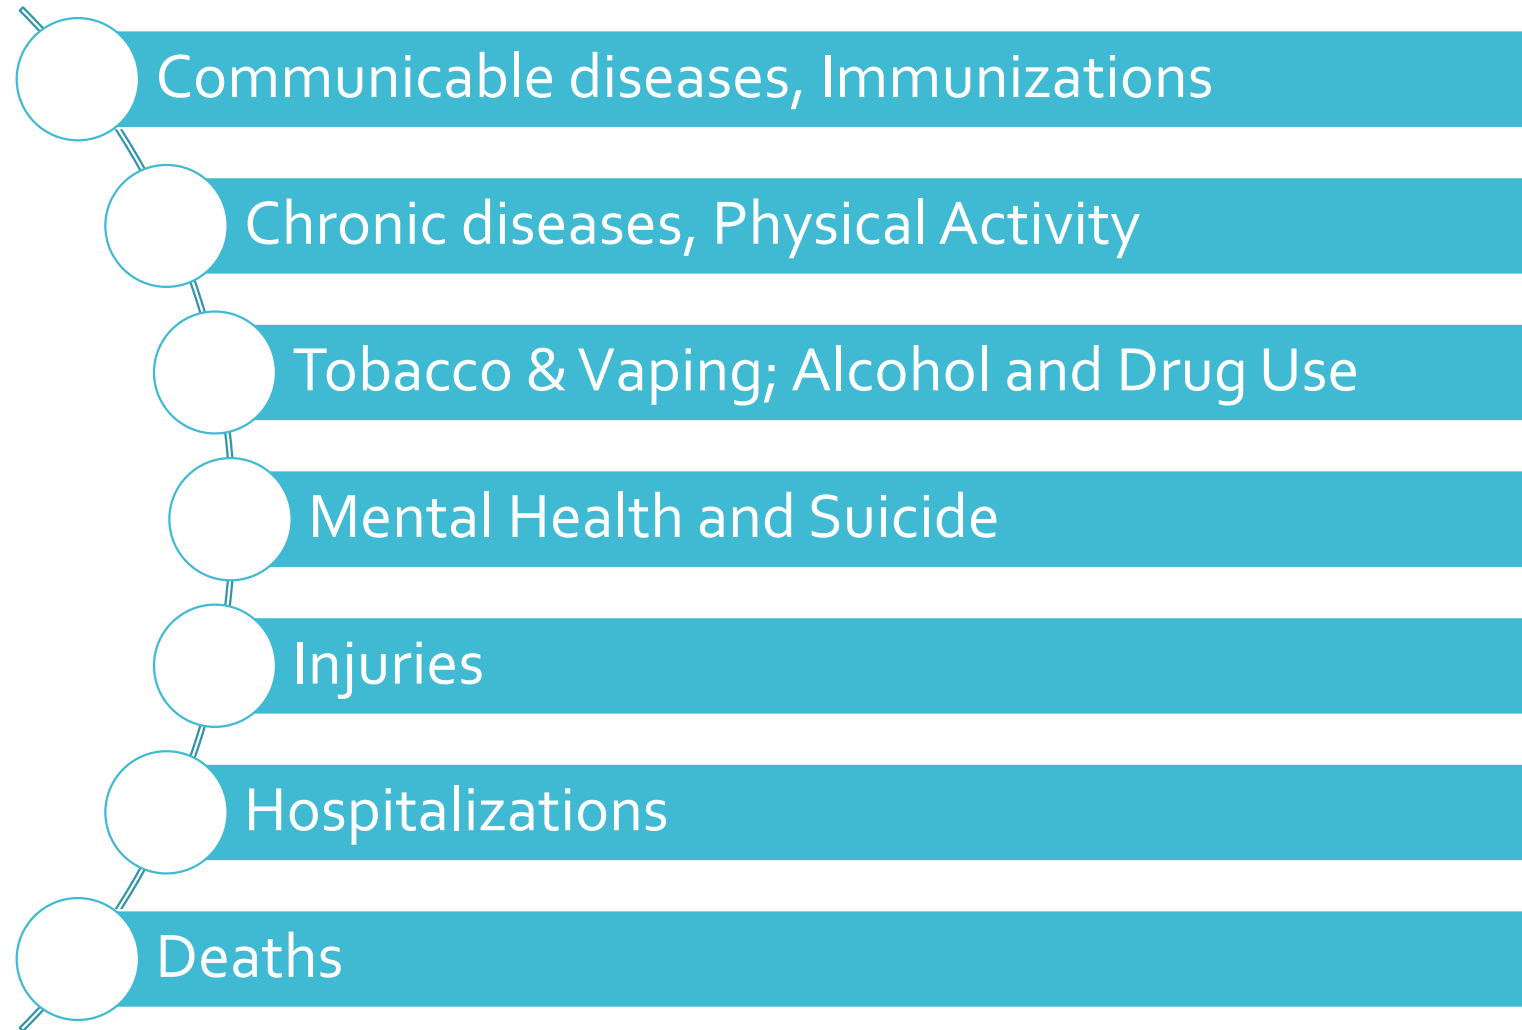 Communicable diseases, Immunizations
Chronic diseases, Physical Activity
Tobacco & Vaping; Alcohol and Drug Use
Mental Health and Suicide
Injuries
Hospitalizations
Deaths